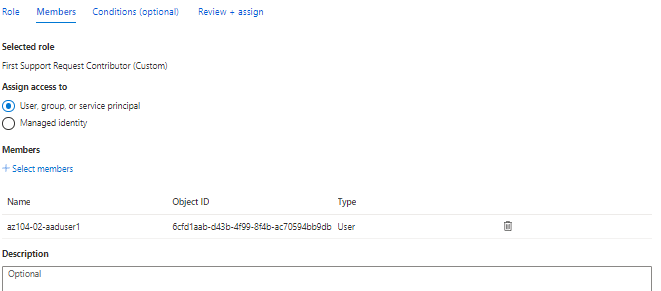 Role Members Conditions (optional) Review + assign
Selected role
First Support Request Contributor (Custom)
Assign access to
User, group, or service principal
Managed identity
Members
+ Select members
Name Object ID Type
az104-02-aaduser1 6cfd1aab-d43b-4f99-8f4b-ac70594bb9db User
Description
Optional